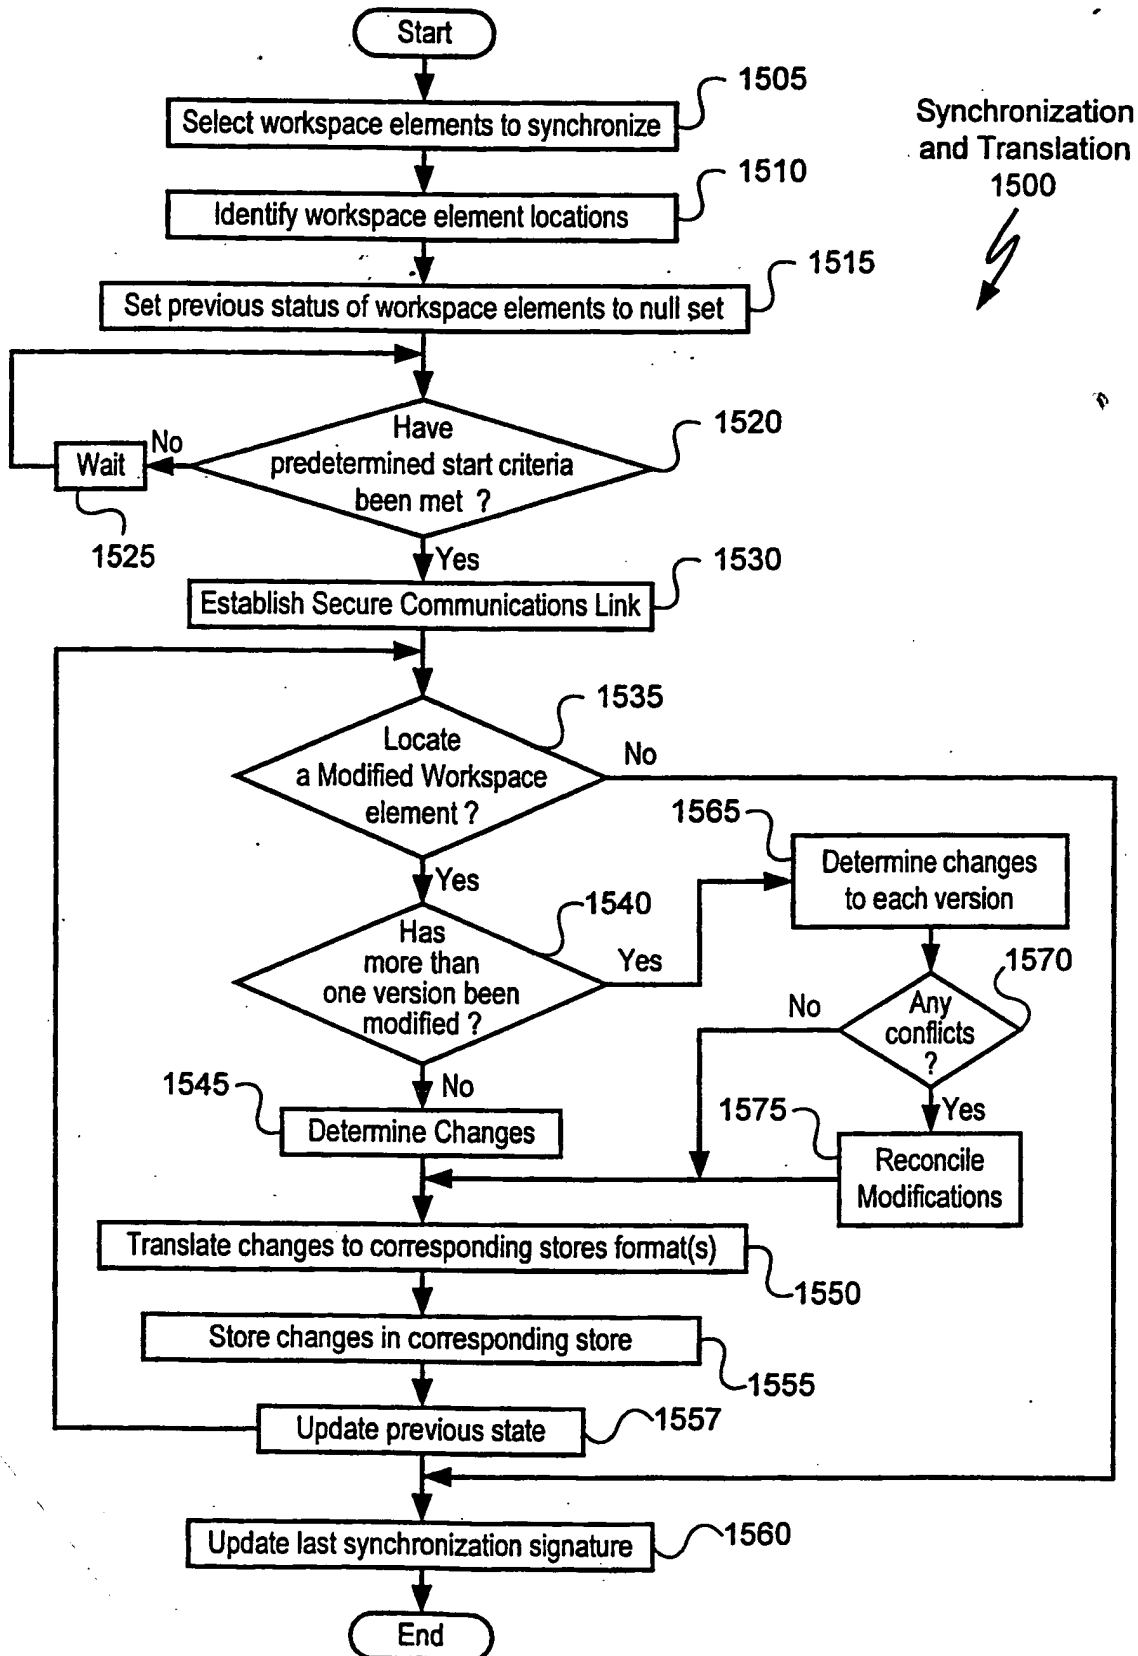 Start
1505
Select workspace elements to synchronize
Synchronization
and Translation
1500
1510
Identify workspace element locations
1515
Set previous status of workspace elements to null set
1520
Have
predetermined start criteria
been met ?
No
Wait
1525
Yes
1530
Establish Secure Communications Link
1535
Locate
a Modified Workspace
element ?
No
Yes
1565
Determine changes
to each version
1540
Has
more than
one version been
modified ?
Yes
1570
Any
conflicts
?
No
No
Yes
1545
Determine Changes
1575
Reconcile
Modifications
Translate changes to corresponding stores format(s)
1550
Store changes in corresponding store
1555
Update previous state
1557
Update last synchronization signature
1560
End